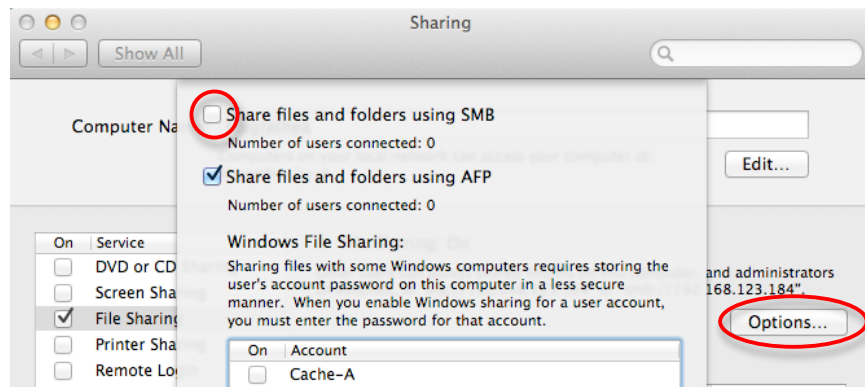 Sharing
Show All
Computer Na
Share files and folders using SMB
Number of users connected: 0
Edit...
Share files and folders using AFP
Number of users connected: 0
On Service
DVD or CD
Screen Sha
File Sharing
Printer Sha
Remote Lo
Windows File Sharing:
Sharing files with some Windows computers requires storing the
user's account password on this computer in a less secure
manner. When you enable Windows sharing for a user account,
you must enter the password for that account.
and administrators
168.123.184".
Options...
On Account
Cache-A